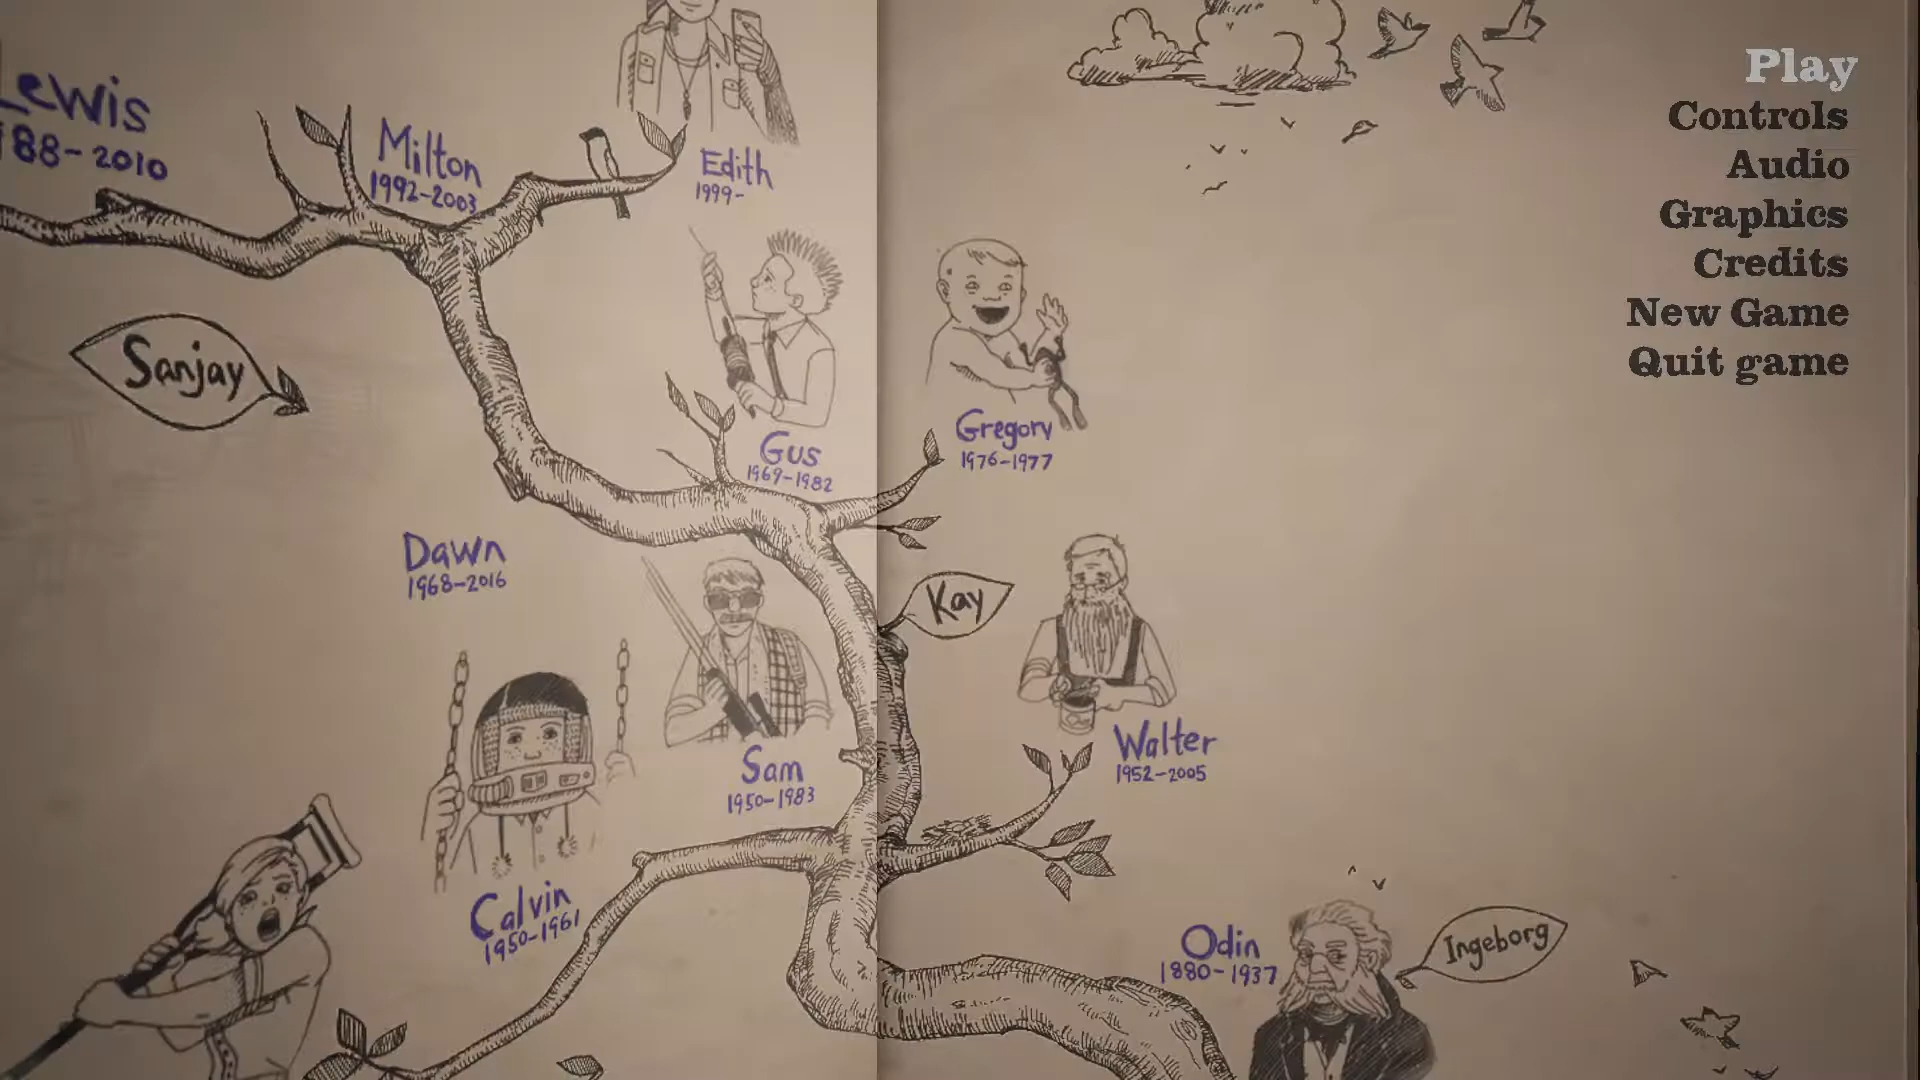 Lewis
188-2010
Milton
1992-2003
Edith
1999-
Play
Controls
Audio
Graphics
Credits
New Game
Quit game
Sanjay
Gus
1969-1982
Gregory
1976-1977
Dawn
1968-2016
Kay
Sam
1950-1983
Walter
1952-2005
Calvin
1950-1961
Odin
1880-1937
Ingeborg